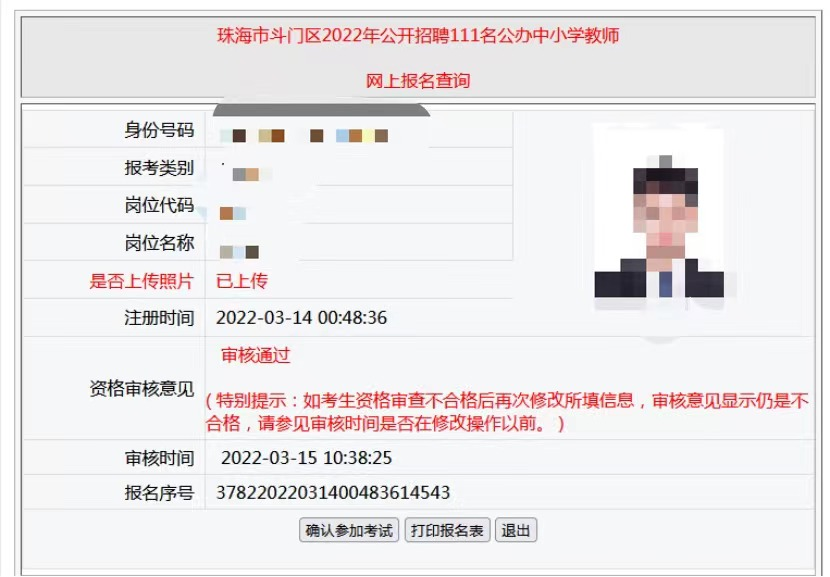 珠海市斗门区2022年公开招聘111名公办中小学教师
网上报名查询
身份号码
报考类别
岗位代码
岗位名称
是否上传照片 已上传
注册时间 2022-03-14 00:48:36
审核通过
资格审核意见
(特别提示：如考生资格审查不合格后再次修改所填信息，审核意见显示仍是不
合格，请参见审核时间是否在修改操作以前。)
审核时间 2022-03-15 10:38:25
报名序号 37822022031400483614543
确认参加考试 打印报名表 退出